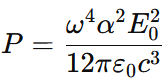 P = \frac{\omega^4 \alpha^2 E_0^2}{12\pi\varepsilon_0 c^3}